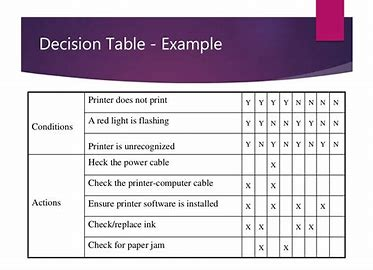 Decision Table - Example
Printer does not print Y Y Y Y N N N N
Conditions
A red light is flashing Y Y N N Y Y N N
Printer is unrecognized Y N Y N Y N Y N
Actions
Heck the power cable X
Check the printer-computer cable X X
Ensure printer software is installed X X X X
Check/replace ink X X X X
Check for paper jam X X